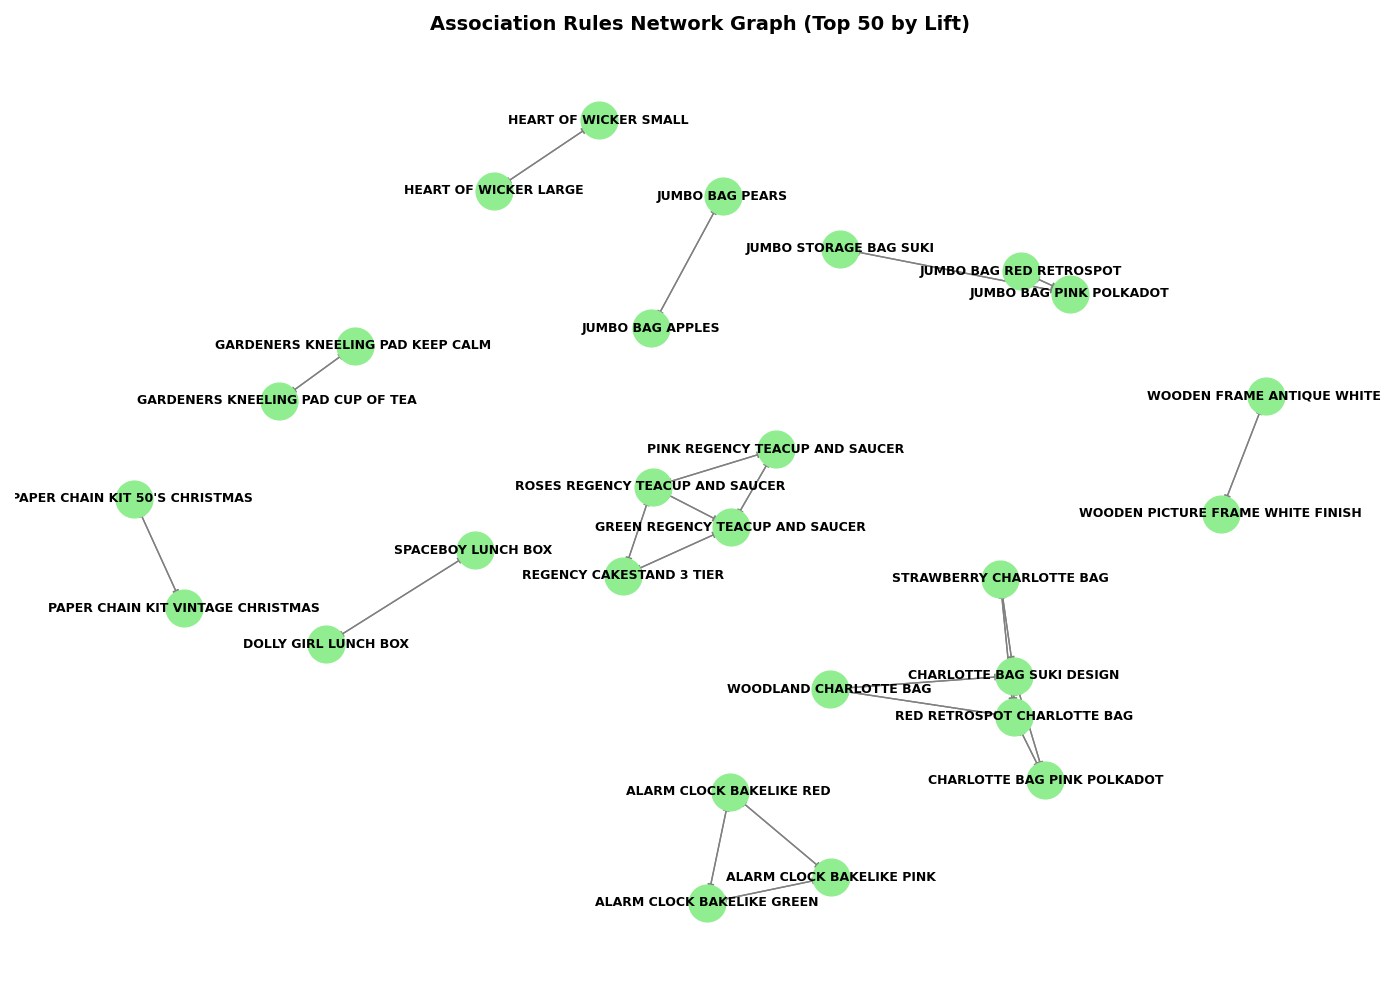 Association Rules Network Graph (Top 50 by Lift)
HEART OF WICKER SMALL
HEART OF WICKER LARGE
JUMBO BAG PEARS
JUMBO STORAGE BAG SUKI
JUMBO BAG RED RETROSPOT
JUMBO BAG PINK POLKADOT
JUMBO BAG APPLES
GARDENERS KNEELING PAD KEEP CALM
GARDENERS KNEELING PAD CUP OF TEA
WOODEN FRAME ANTIQUE WHITE
PINK REGENCY TEACUP AND SAUCER
ROSES REGENCY TEACUP AND SAUCER
PAPER CHAIN KIT 50'S CHRISTMAS
WOODEN PICTURE FRAME WHITE FINISH
GREEN REGENCY TEACUP AND SAUCER
SPACEBOY LUNCH BOX
REGENCY CAKESTAND 3 TIER
STRAWBERRY CHARLOTTE BAG
PAPER CHAIN KIT VINTAGE CHRISTMAS
DOLLY GIRL LUNCH BOX
CHARLOTTE BAG SUKI DESIGN
WOODLAND CHARLOTTE BAG
RED RETROSPOT CHARLOTTE BAG
CHARLOTTE BAG PINK POLKADOT
ALARM CLOCK BAKELIKE RED
ALARM CLOCK BAKELIKE PINK
ALARM CLOCK BAKELIKE GREEN